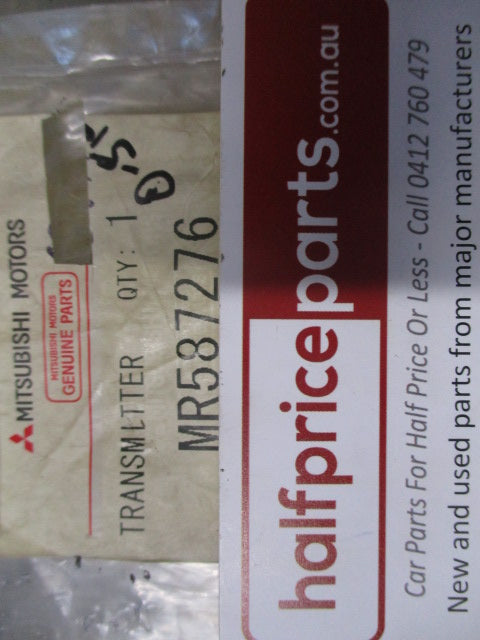 MITSUBISHI MOTORS
MITSUBISHI MOTORS
GENUINE PARTS
TRANSMLTTER QTY: 1
MR587276
halfpriceparts.com.au
Car Parts For Half Price Or Less - Call 0412 760 479
New and used parts from major manufacturers